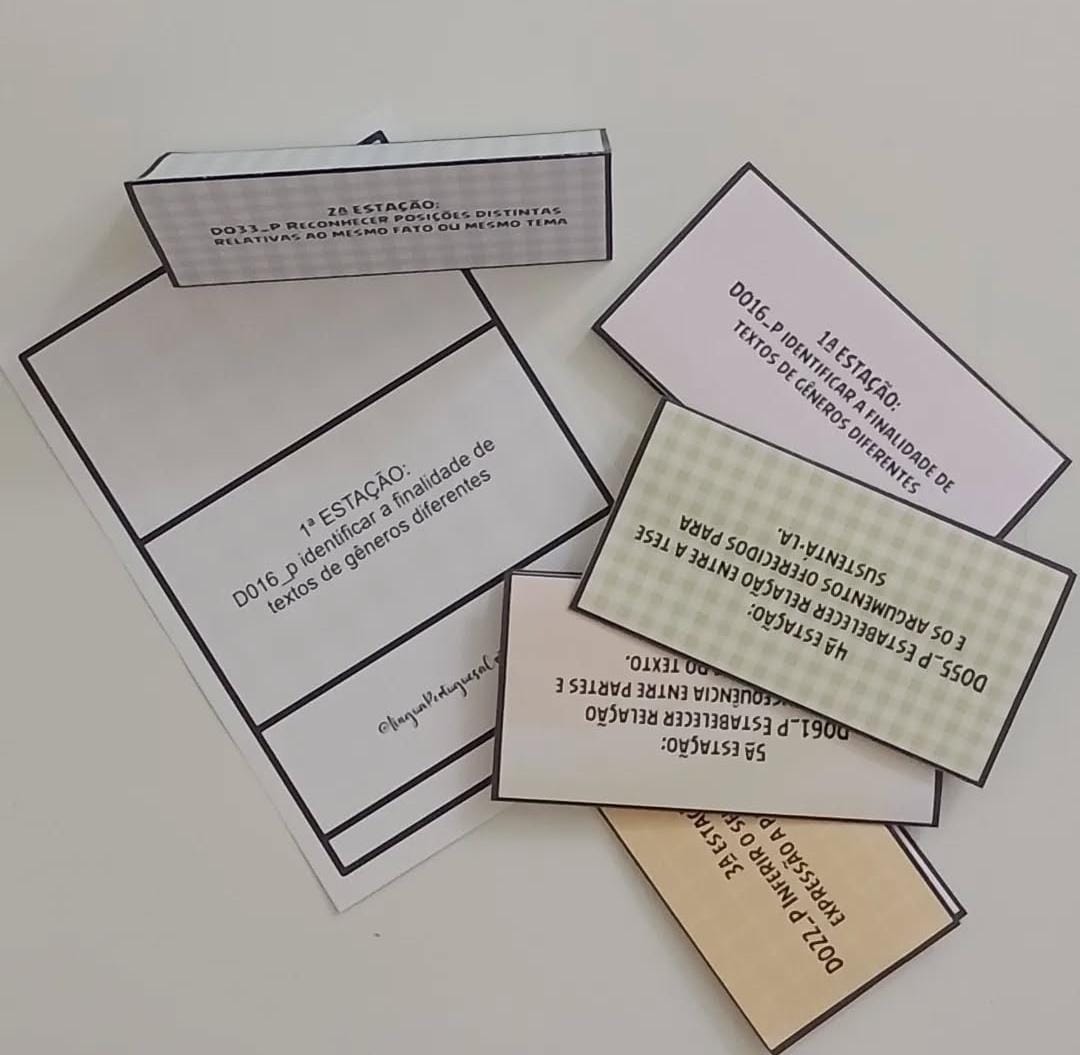 2ª ESTAÇÃO:
D033_P RECONHECER POSIÇÕES DISTINTAS
RELATIVAS AO MESMO FATO OU MESMO TEMA
1ª ESTAÇÃO:
D016_P IDENTIFICAR A FINALIDADE DE
TEXTOS DE GÊNEROS DIFERENTES
1ª ESTAÇÃO:
D016_p identificar a finalidade de
textos de gêneros diferentes
4ª ESTAÇÃO:
D055_P ESTABELECER RELAÇÃO ENTRE A TESE
E OS ARGUMENTOS OFERECIDOS PARA
SUSTENTÁ-LA.
5ª ESTAÇÃO:
D061_P ESTABELECER RELAÇÃO
ENTRE PARTES E
DO TEXTO.
3ª
D022_P INFERIR O
EXPRESSÃO A